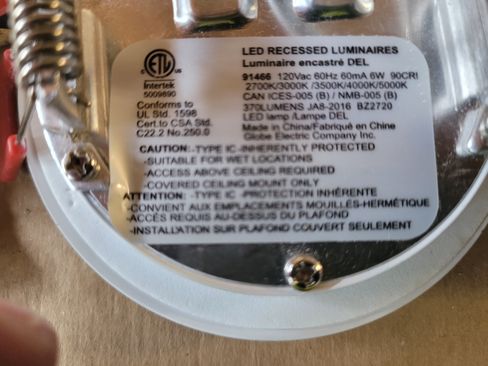 LED RECESSED LUMINAIRES
Luminaire encastré DEL
91466 120Vac 60Hz 60mA 6W 90CRI
2700K/3000K /3500K/4000K/5000K
CAN ICES-005 (B) / NMB-005 (B)
370LUMENS JA8-2016 BZ2720
LED lamp /Lampe DEL
Made in China/Fabriqué en Chine
Globe Electric Company Inc.
ETL
C US
Intertek
5009890
Conforms to
UL Std. 1598
Cert.to CSA Std.
C22.2 No.250.0
CAUTION:-TYPE IC-INHERENTLY PROTECTED
-SUITABLE FOR WET LOCATIONS
-ACCESS ABOVE CEILING REQUIRED
-COVERED CEILING MOUNT ONLY
ATTENTION: -TYPE IC -PROTECTION INHÉRENTE
-CONVIENT AUX EMPLACEMENTS MOUILLÉS-HERMÉTIQUE
-ACCÈS REQUIS AU-DESSUS DU PLAFOND
-INSTALLATION SUR PLAFOND COUVERT SEULEMENT